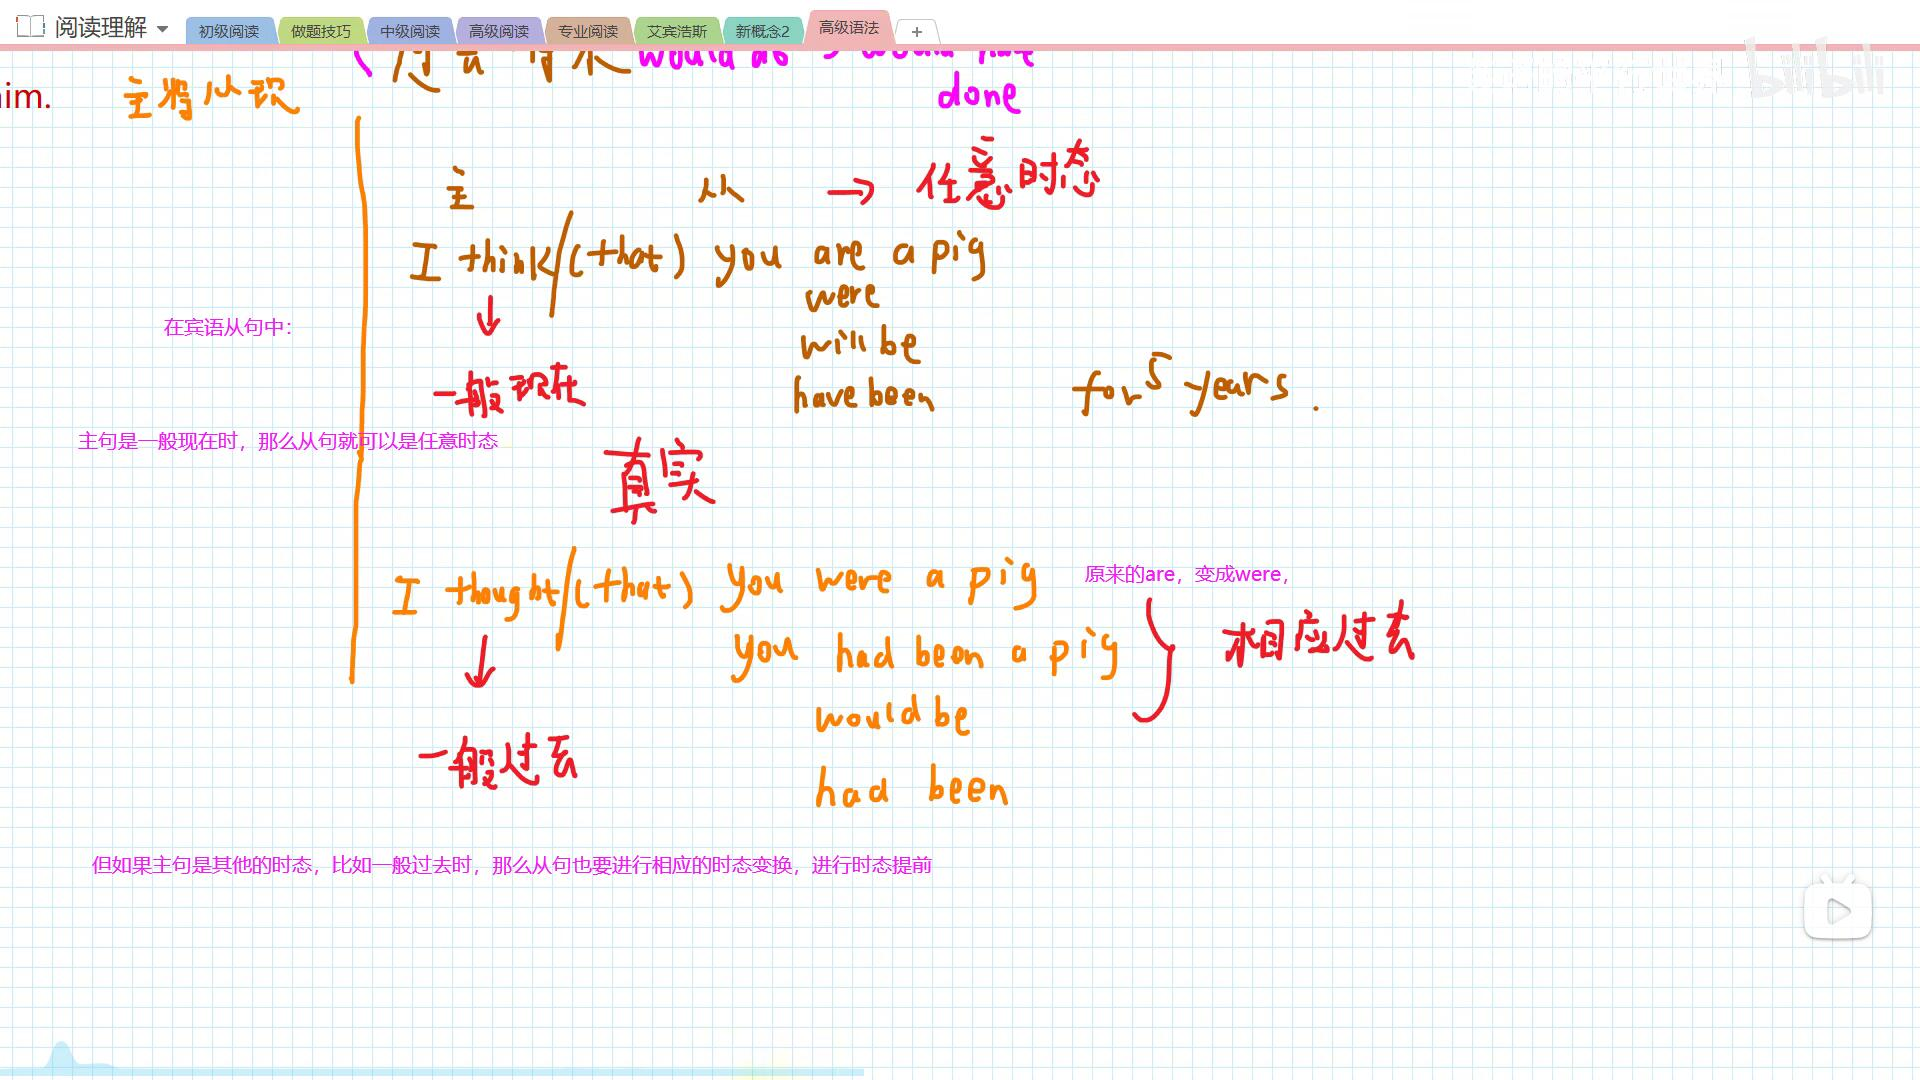 阅读理解
初级阅读 做题技巧 中级阅读 高级阅读 专业阅读 艾宾浩斯 新概念2 高级语法 +
him.
主将从现
done
bilibili
主 从 → 任意时态
I think/(that) you are a pig
were
在宾语从句中：
will be
一般现在 have been for 5 years.
主句是一般现在时，那么从句就可以是任意时态
真实
I thought/(that) you were a pig
原来的are，变成were，
you had been a pig
相应过去
would be
一般过去
had been
但如果主句是其他的时态，比如一般过去时，那么从句也要进行相应的时态变换，进行时态提前